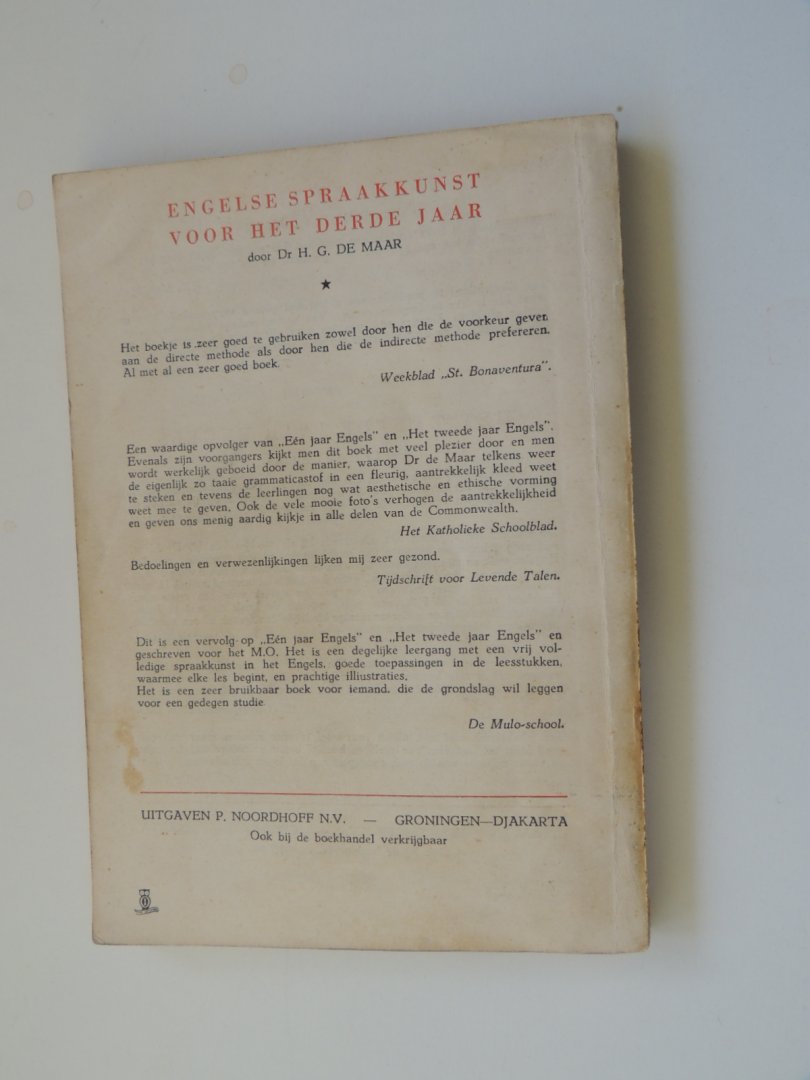 ENGELSE SPRAAKKUNST
VOOR HET DERDE JAAR
door Dr H. G. DE MAAR
★
Het boekje is zeer goed te gebruiken zowel door hen die de voorkeur geven
aan de directe methode als door hen die de indirecte methode prefereren.
Al met al een zeer goed boek.
Weekblad „St. Bonaventura".
Een waardige opvolger van „Eén jaar Engels" en „Het tweede jaar Engels".
Evenals zijn voorgangers kijkt men dit boek met veel plezier door en men
wordt werkelijk geboeid door de manier, waarop Dr de Maar telkens weer
de eigenlijk zo taaie grammaticastof in een fleurig, aantrekkelijk kleed weet
te steken en tevens de leerlingen nog wat aesthetische en ethische vorming
weet mee te geven. Ook de vele mooie foto's verhogen de aantrekkelijkheid
en geven ons menig aardig kijkje in alle delen van de Commonwealth.
Het Katholieke Schoolblad.
Bedoelingen en verwezenlijkingen lijken mij zeer gezond.
Tijdschrift voor Levende Talen.
Dit is een vervolg op „Eén jaar Engels" en „Het tweede jaar Engels" en
geschreven voor het M.O. Het is een degelijke leergang met een vrij vol-
ledige spraakkunst in het Engels, goede toepassingen in de leesstukken,
waarmee elke les begint, en prachtige illiustraties.
Het is een zeer bruikbaar boek voor iemand, die de grondslag wil leggen
voor een gedegen studie
De Mulo-school.
UITGAVEN P. NOORDHOFF N.V. — GRONINGEN—DJAKARTA
Ook bij de boekhandel verkrijgbaar